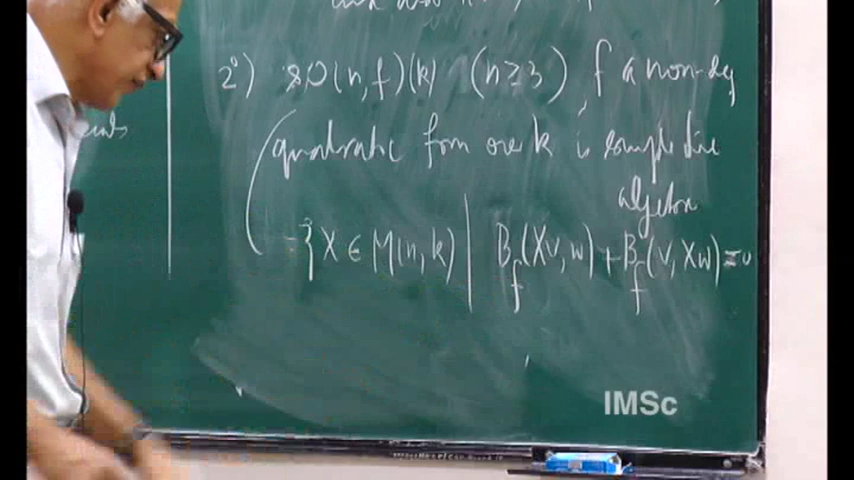 2°) so(n,f)(k) (n≥3), f a non-deg
quadratic form over k is simple Lie
algebra
= {X ∈ M(n,k) | B_f(Xv,w) + B_f(v,Xw) = 0
IMSc